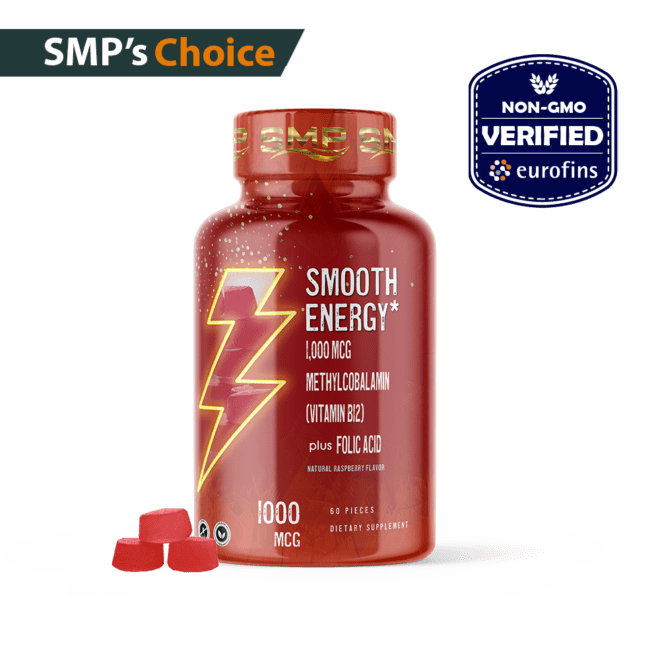 SMP's Choice
NON-GMO
VERIFIED
eurofins
SMP
SMOOTH
ENERGY*
1,000 MCG
METHYLCOBALAMIN
(VITAMIN B12)
plus FOLIC ACID
NATURAL RASPBERRY FLAVOR
1000
MCG
60 PIECES
DIETARY SUPPLEMENT